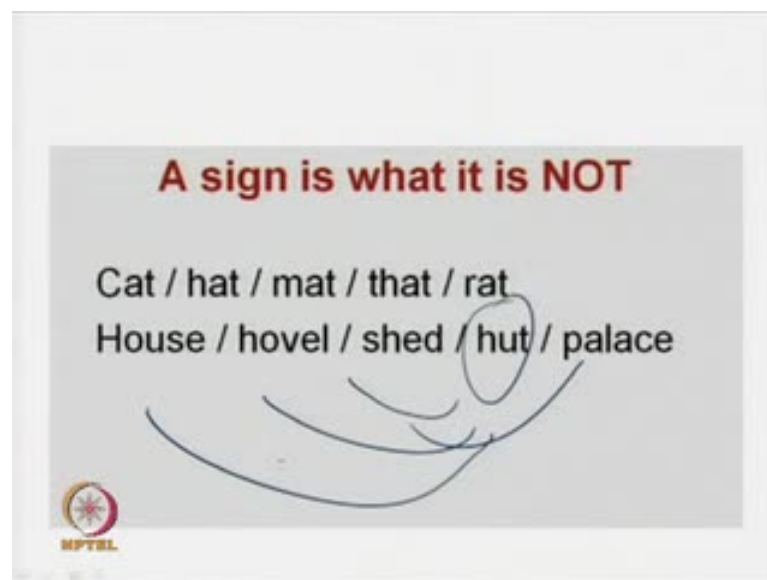 A sign is what it is NOT
Cat / hat / mat / that / rat
House / hovel / shed / hut / palace
NPTEL